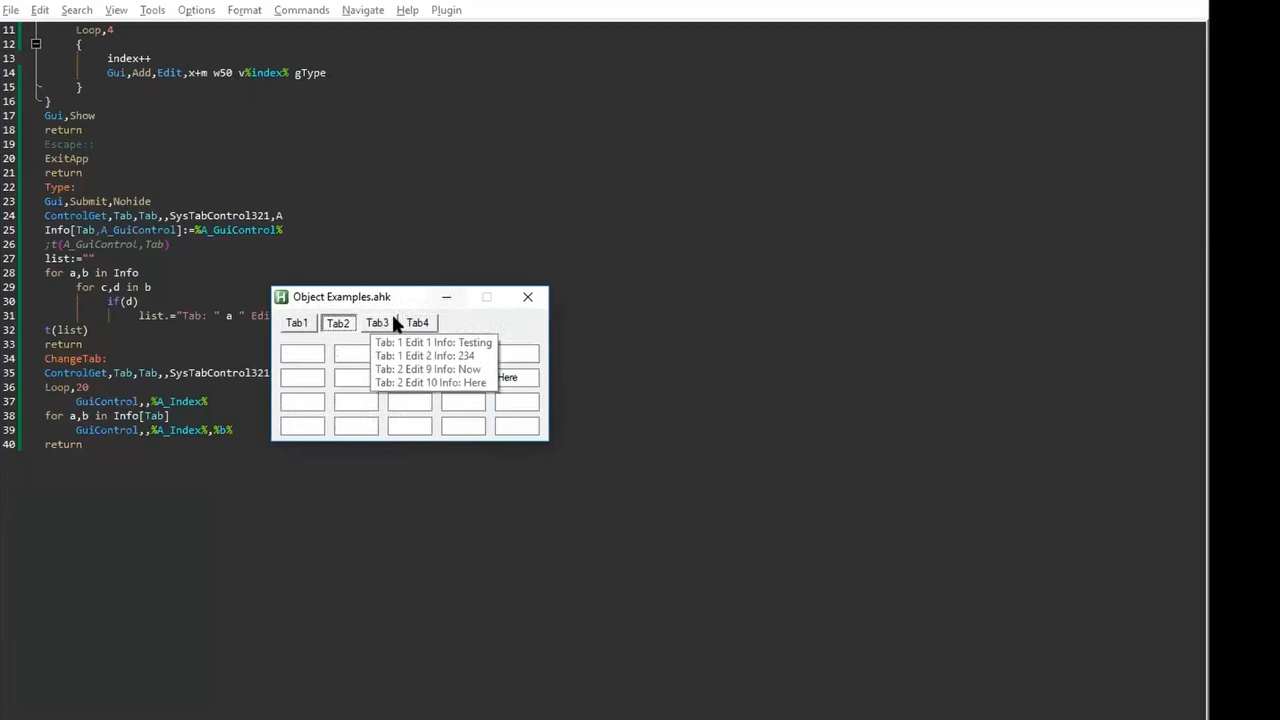 File Edit Search View Tools Options Format Commands Navigate Help Plugin
11 Loop,4
12 {
13 index++
14 Gui,Add,Edit,x+m w50 v%index% gType
15 }
16 }
17 Gui,Show
18 return
19 Escape::
20 ExitApp
21 return
22 Type:
23 Gui,Submit,Nohide
24 ControlGet,Tab,Tab,,SysTabControl321,A
25 Info[Tab,A_GuiControl]:=%A_GuiControl%
26 ;t(A_GuiControl,Tab)
27 list:=""
28 for a,b in Info
29 for c,d in b
30 if(d)
31 list.="Tab: " a " Edi
32 t(list)
33 return
34 ChangeTab:
35 ControlGet,Tab,Tab,,SysTabControl321
36 Loop,20
37 GuiControl,,%A_Index%
38 for a,b in Info[Tab]
39 GuiControl,,%A_Index%,%b%
40 return
Object Examples.ahk
Tab1 Tab2 Tab3 Tab4
Tab: 1 Edit 1 Info: Testing
Tab: 1 Edit 2 Info: 234
Tab: 2 Edit 9 Info: Now
Tab: 2 Edit 10 Info: Here
Here